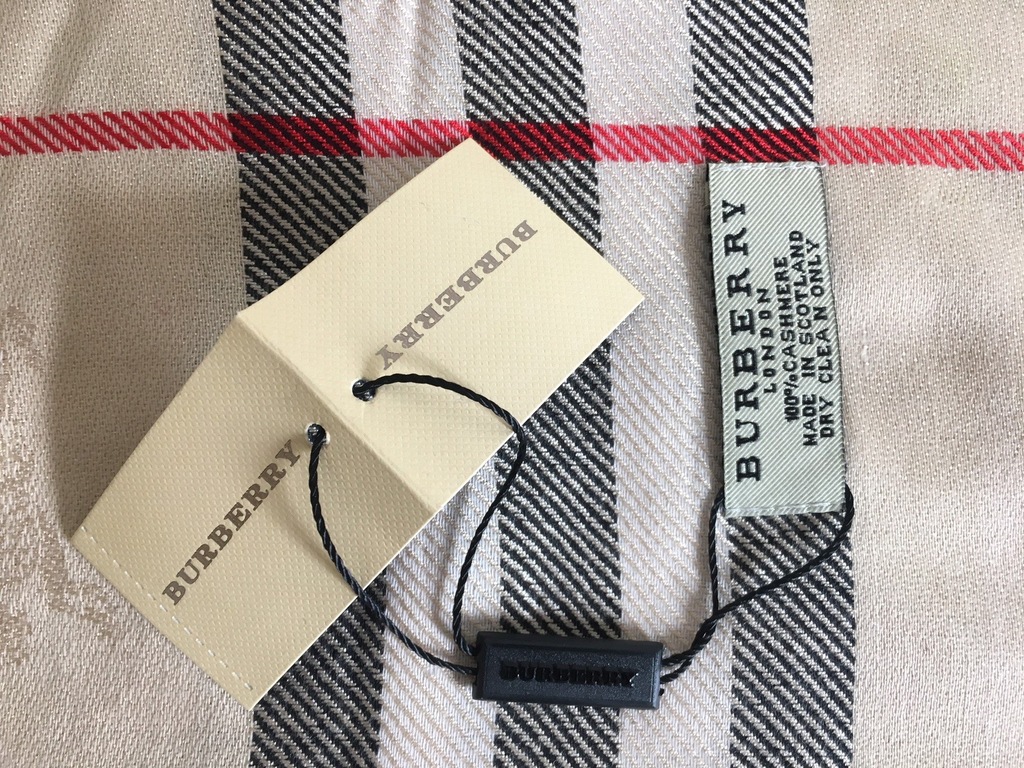 BURBERRY
BURBERRY
BURBERRY
BURBERRY
LONDON
100%CASHMERE
MADE IN SCOTLAND
DRY CLEAN ONLY